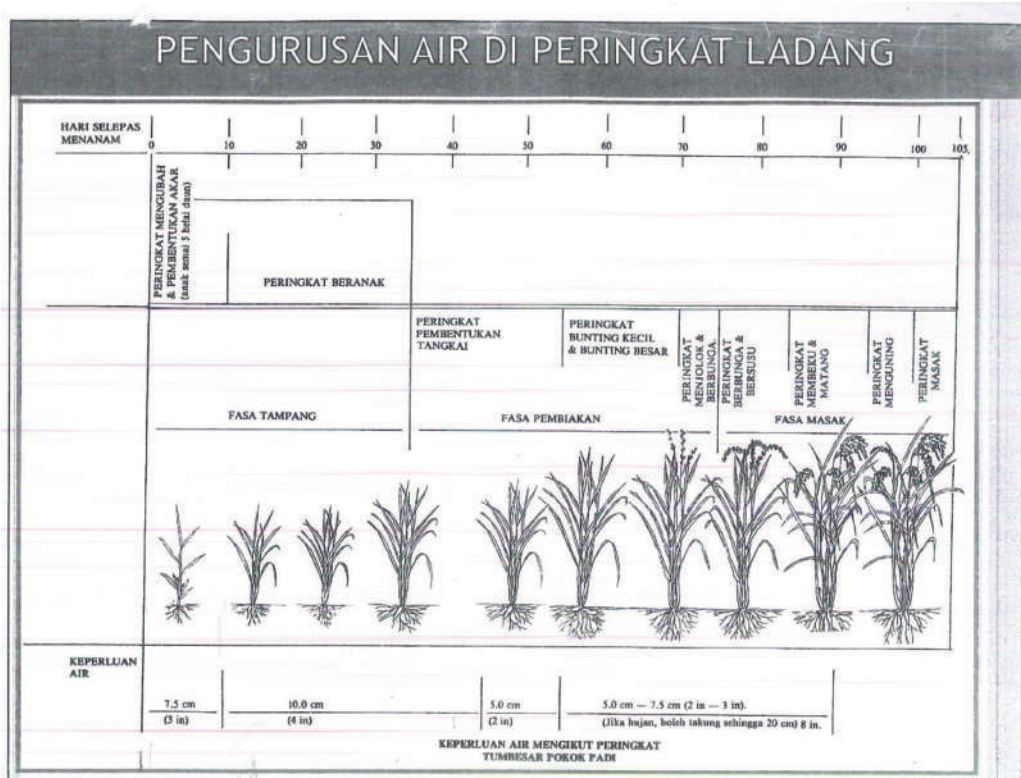 PENGURUSAN AIR DI PERINGKAT LADANG
HARI SELEPAS
MENANAM
0 10 20 30 40 50 60 70 80 90 100 105,
PERINGKAT MENGUBAH
& PEMBENTUKAN AKAR
(anak semai 5 helai daun)
PERINGKAT BERANAK
PERINGKAT
PEMBENTUKAN
TANGKAI
PERINGKAT
BUNTING KECIL
& BUNTING BESAR
PERINGKAT
MENJOLOK &
BERBUNGA.
PERINGKAT
BERBUNGA &
BERSUSU
PERINGKAT
MEMBEKU &
MATANG
PERINGKAT
MENGUNING
PERINGKAT
MASAK
FASA TAMPANG
FASA PEMBIAKAN
FASA MASAK
KEPERLUAN
AIR
7.5 cm
(3 in)
10.0 cm
(4 in)
5.0 cm
(2 in)
5.0 cm — 7.5 cm (2 in — 3 in).
(Jika hujan, boleh takung sehingga 20 cm) 8 in.
KEPERLUAN AIR MENGIKUT PERINGKAT
TUMBESAR POKOK PADI